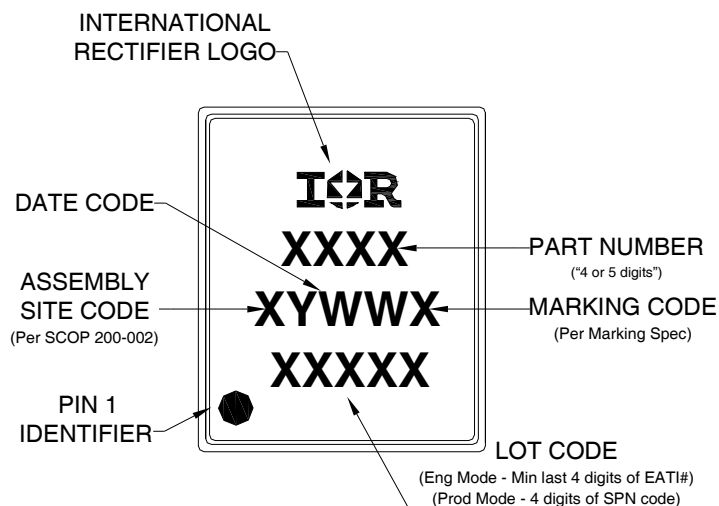 INTERNATIONAL
RECTIFIER LOGO
IOR
DATE CODE
XXXX
PART NUMBER
("4 or 5 digits")
ASSEMBLY
SITE CODE
(Per SCOP 200-002)
XYWWX
MARKING CODE
(Per Marking Spec)
XXXXX
PIN 1
IDENTIFIER
LOT CODE
(Eng Mode - Min last 4 digits of EATI#)
(Prod Mode - 4 digits of SPN code)